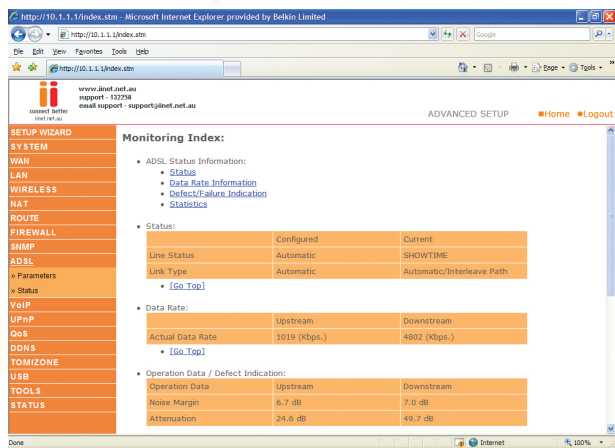 http://10.1.1.1/index.stm - Microsoft Internet Explorer provided by Belkin Limited
http://10.1.1.1/index.stm
Google
File Edit View Favorites Tools Help
http://10.1.1.1/index.stm
Page Tools
connect better
iinet.net.au
www.iinet.net.au
support - 132258
email support - support@iinet.net.au
ADVANCED SETUP Home Logout
SETUP WIZARD
SYSTEM
WAN
LAN
WIRELESS
NAT
ROUTE
FIREWALL
SNMP
ADSL
» Parameters
» Status
VoIP
UPnP
QoS
DDNS
TOMIZONE
USB
TOOLS
STATUS
Monitoring Index:
ADSL Status Information:
Status
Data Rate Information
Defect/Failure Indication
Statistics
Status:
Configured Current
Line Status Automatic SHOWTIME
Link Type Automatic Automatic/Interleave Path
[Go Top]
Data Rate:
Upstream Downstream
Actual Data Rate 1019 (Kbps.) 4802 (Kbps.)
[Go Top]
Operation Data / Defect Indication:
Operation Data Upstream Downstream
Noise Margin 6.7 dB 7.0 dB
Attenuation 24.6 dB 49.7 dB
Done Internet 100%